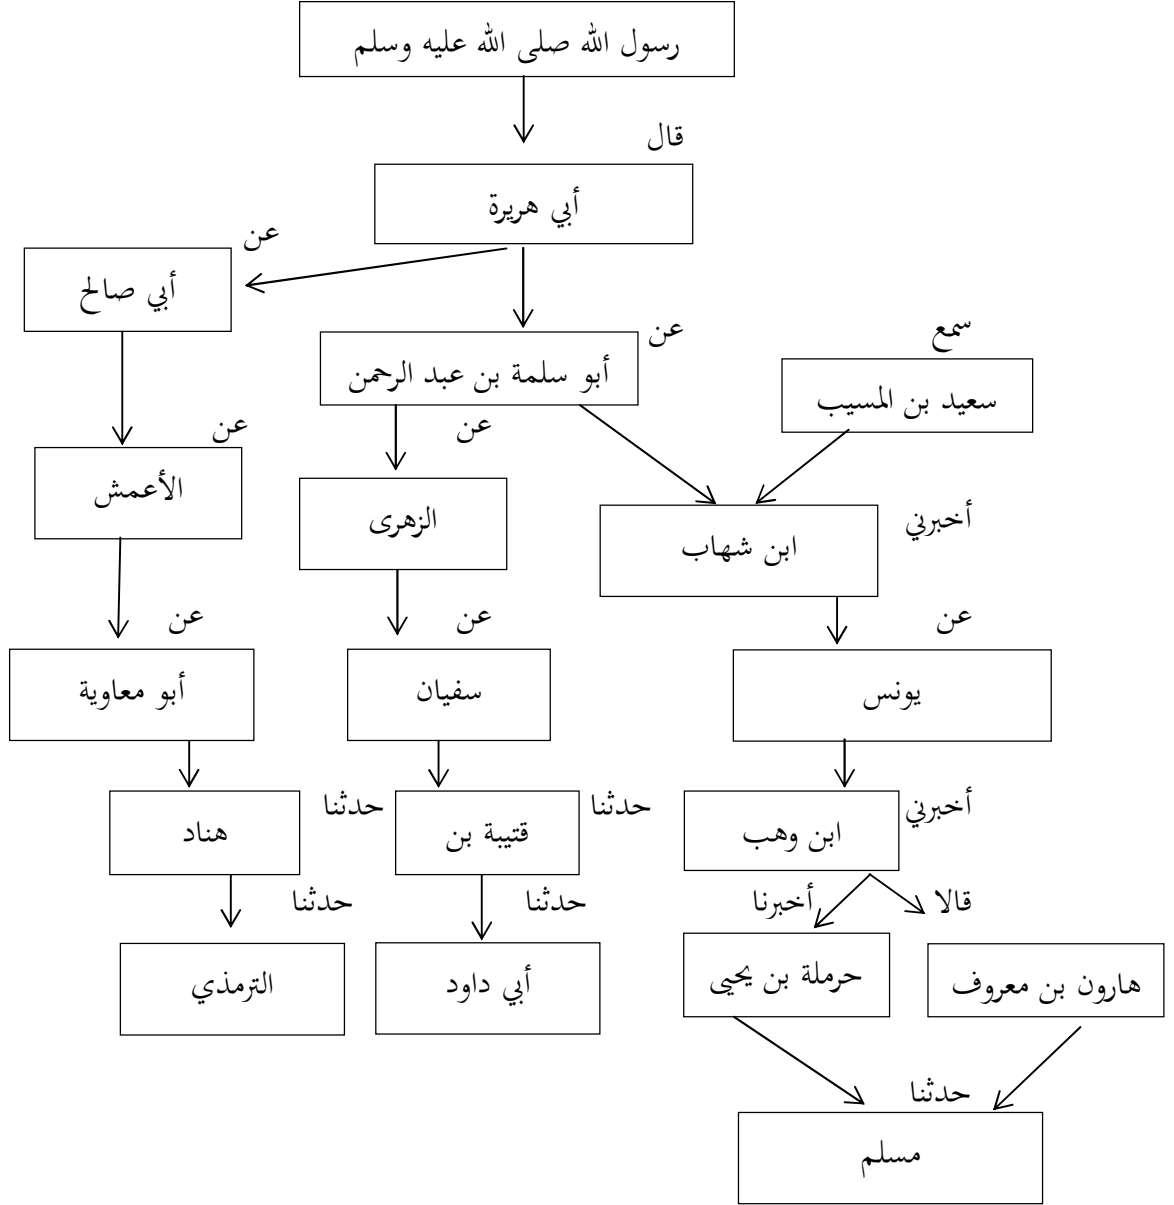 رسول الله صلى الله عليه وسلم
قال
أبي هريرة
عن
أبي صالح
عن
أبو سلمة بن عبد الرحمن
سمع
سعيد بن المسيب
عن
الأعمش
عن
الزهرى
أخبرني
ابن شهاب
عن
أبو معاوية
عن
سفيان
عن
يونس
حدثنا
هناد
حدثنا
قتيبة بن
أخبرني
ابن وهب
حدثنا
الترمذي
حدثنا
أبي داود
أخبرنا
حرملة بن يحيى
قالا
هارون بن معروف
حدثنا
مسلم